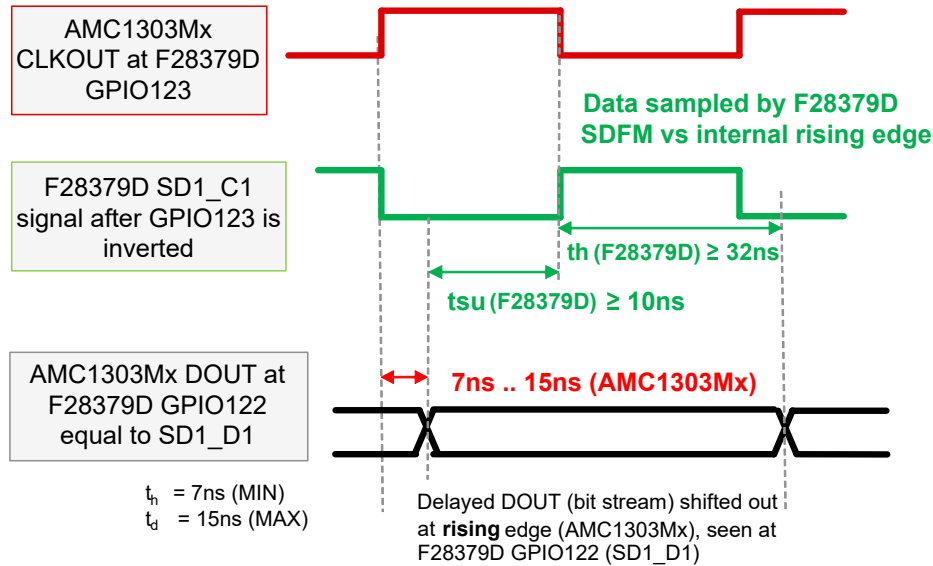 AMC1303Mx
CLKOUT at F28379D
GPIO123
Data sampled by F28379D
SDFM vs internal rising edge
F28379D SD1_C1
signal after GPIO123 is
inverted
th (F28379D) ≥ 32ns
tsu (F28379D) ≥ 10ns
AMC1303Mx DOUT at
F28379D GPIO122
equal to SD1_D1
7ns .. 15ns (AMC1303Mx)
th = 7ns (MIN)
td = 15ns (MAX)
Delayed DOUT (bit stream) shifted out
at rising edge (AMC1303Mx), seen at
F28379D GPIO122 (SD1_D1)